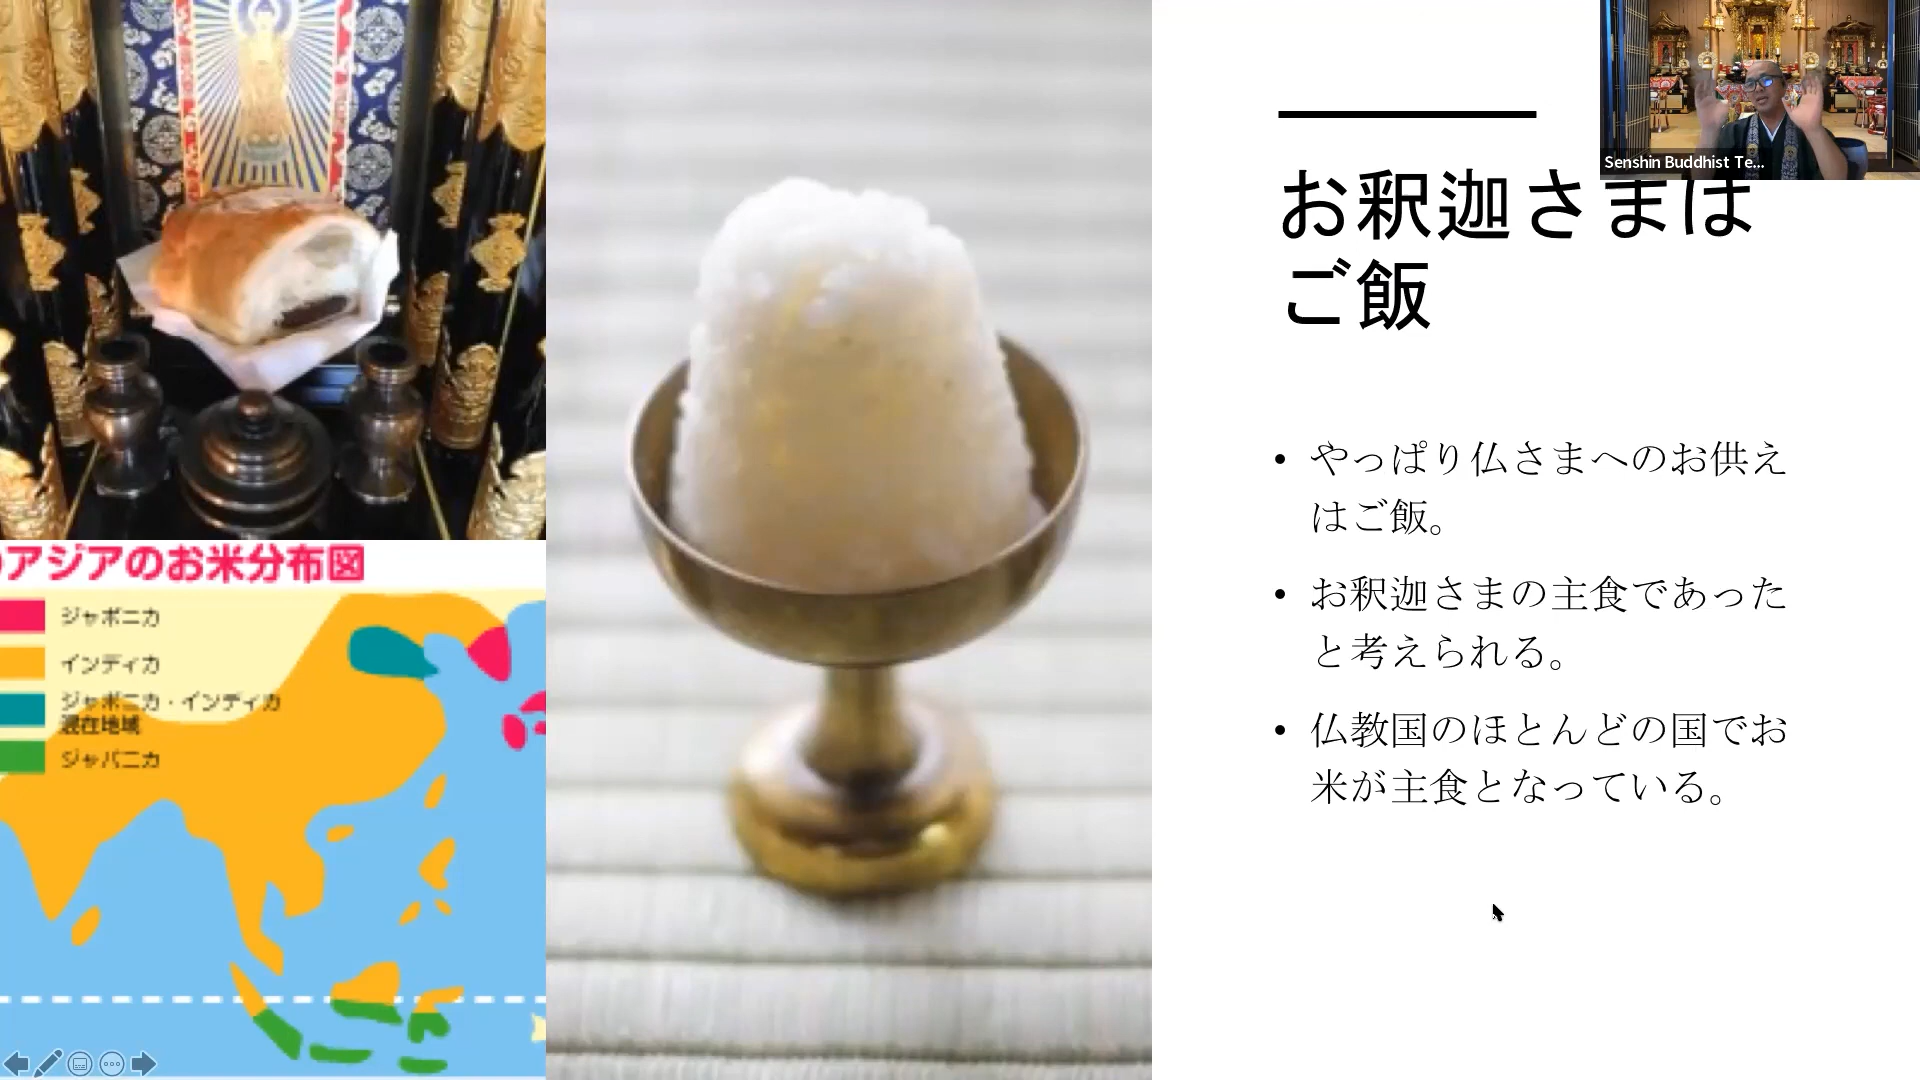 Senshin Buddhist Te...
お釈迦さまは
ご飯
・やっぱり仏さまへのお供え
はご飯。
・お釈迦さまの主食であった
と考えられる。
・仏教国のほとんどの国でお
米が主食となっている。
アジアのお米分布図
ジャポニカ
インディカ
ジャポニカ・インディカ
混在地域
ジャバニカ